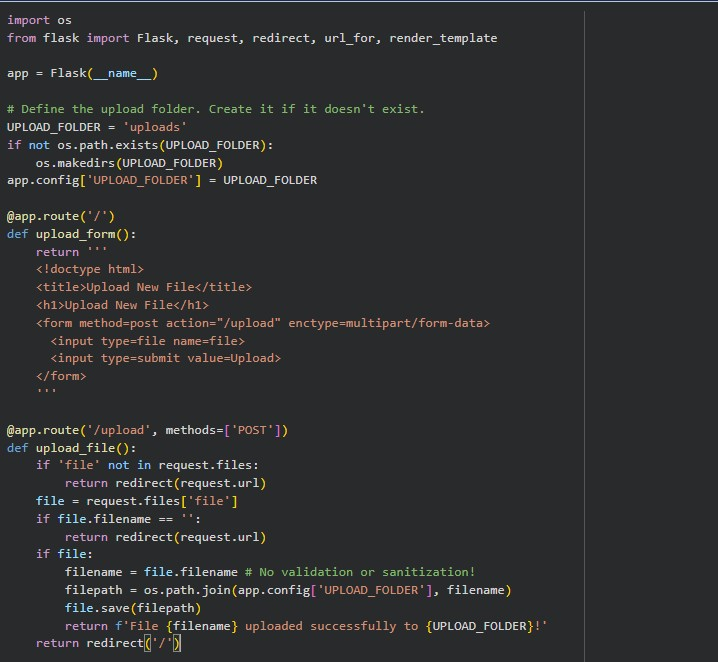 import os
from flask import Flask, request, redirect, url_for, render_template
app = Flask(__name__)
# Define the upload folder. Create it if it doesn't exist.
UPLOAD_FOLDER = 'uploads'
if not os.path.exists(UPLOAD_FOLDER):
    os.makedirs(UPLOAD_FOLDER)
app.config['UPLOAD_FOLDER'] = UPLOAD_FOLDER
@app.route('/')
def upload_form():
    return '''
    <!doctype html>
    <title>Upload New File</title>
    <h1>Upload New File</h1>
    <form method=post action="/upload" enctype=multipart/form-data>
      <input type=file name=file>
      <input type=submit value=Upload>
    </form>
    '''
@app.route('/upload', methods=['POST'])
def upload_file():
    if 'file' not in request.files:
        return redirect(request.url)
    file = request.files['file']
    if file.filename == '':
        return redirect(request.url)
    if file:
        filename = file.filename # No validation or sanitization!
        filepath = os.path.join(app.config['UPLOAD_FOLDER'], filename)
        file.save(filepath)
        return f'File {filename} uploaded successfully to {UPLOAD_FOLDER}!'
    return redirect('/')